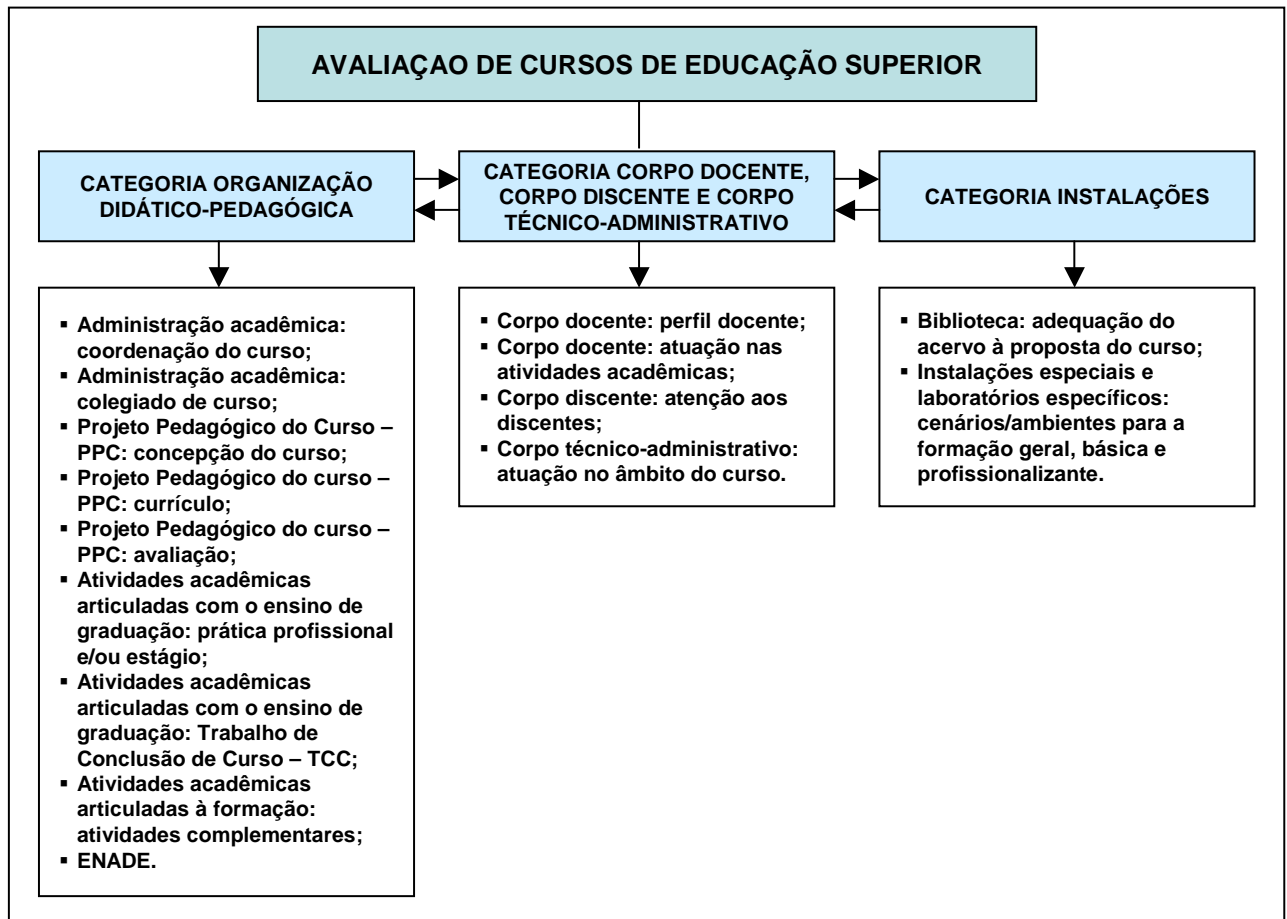 AVALIAÇAO DE CURSOS DE EDUCAÇÃO SUPERIOR
CATEGORIA ORGANIZAÇÃO
DIDÁTICO-PEDAGÓGICA
CATEGORIA CORPO DOCENTE,
CORPO DISCENTE E CORPO
TÉCNICO-ADMINISTRATIVO
CATEGORIA INSTALAÇÕES
▪ Administração acadêmica:
coordenação do curso;
▪ Administração acadêmica:
colegiado de curso;
▪ Projeto Pedagógico do Curso –
PPC: concepção do curso;
▪ Projeto Pedagógico do curso –
PPC: currículo;
▪ Projeto Pedagógico do curso –
PPC: avaliação;
▪ Atividades acadêmicas
articuladas com o ensino de
graduação: prática profissional
e/ou estágio;
▪ Atividades acadêmicas
articuladas com o ensino de
graduação: Trabalho de
Conclusão de Curso – TCC;
▪ Atividades acadêmicas
articuladas à formação:
atividades complementares;
▪ ENADE.
▪ Corpo docente: perfil docente;
▪ Corpo docente: atuação nas
atividades acadêmicas;
▪ Corpo discente: atenção aos
discentes;
▪ Corpo técnico-administrativo:
atuação no âmbito do curso.
▪ Biblioteca: adequação do
acervo à proposta do curso;
▪ Instalações especiais e
laboratórios específicos:
cenários/ambientes para a
formação geral, básica e
profissionalizante.